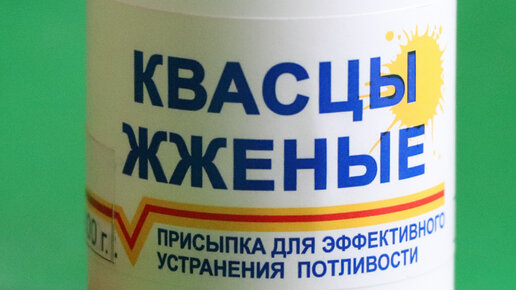 КВАСЦЫ
ЖЖЕНЫЕ
ПРИСЫПКА ДЛЯ ЭФФЕКТИВНОГО
УСТРАНЕНИЯ ПОТЛИВОСТИ